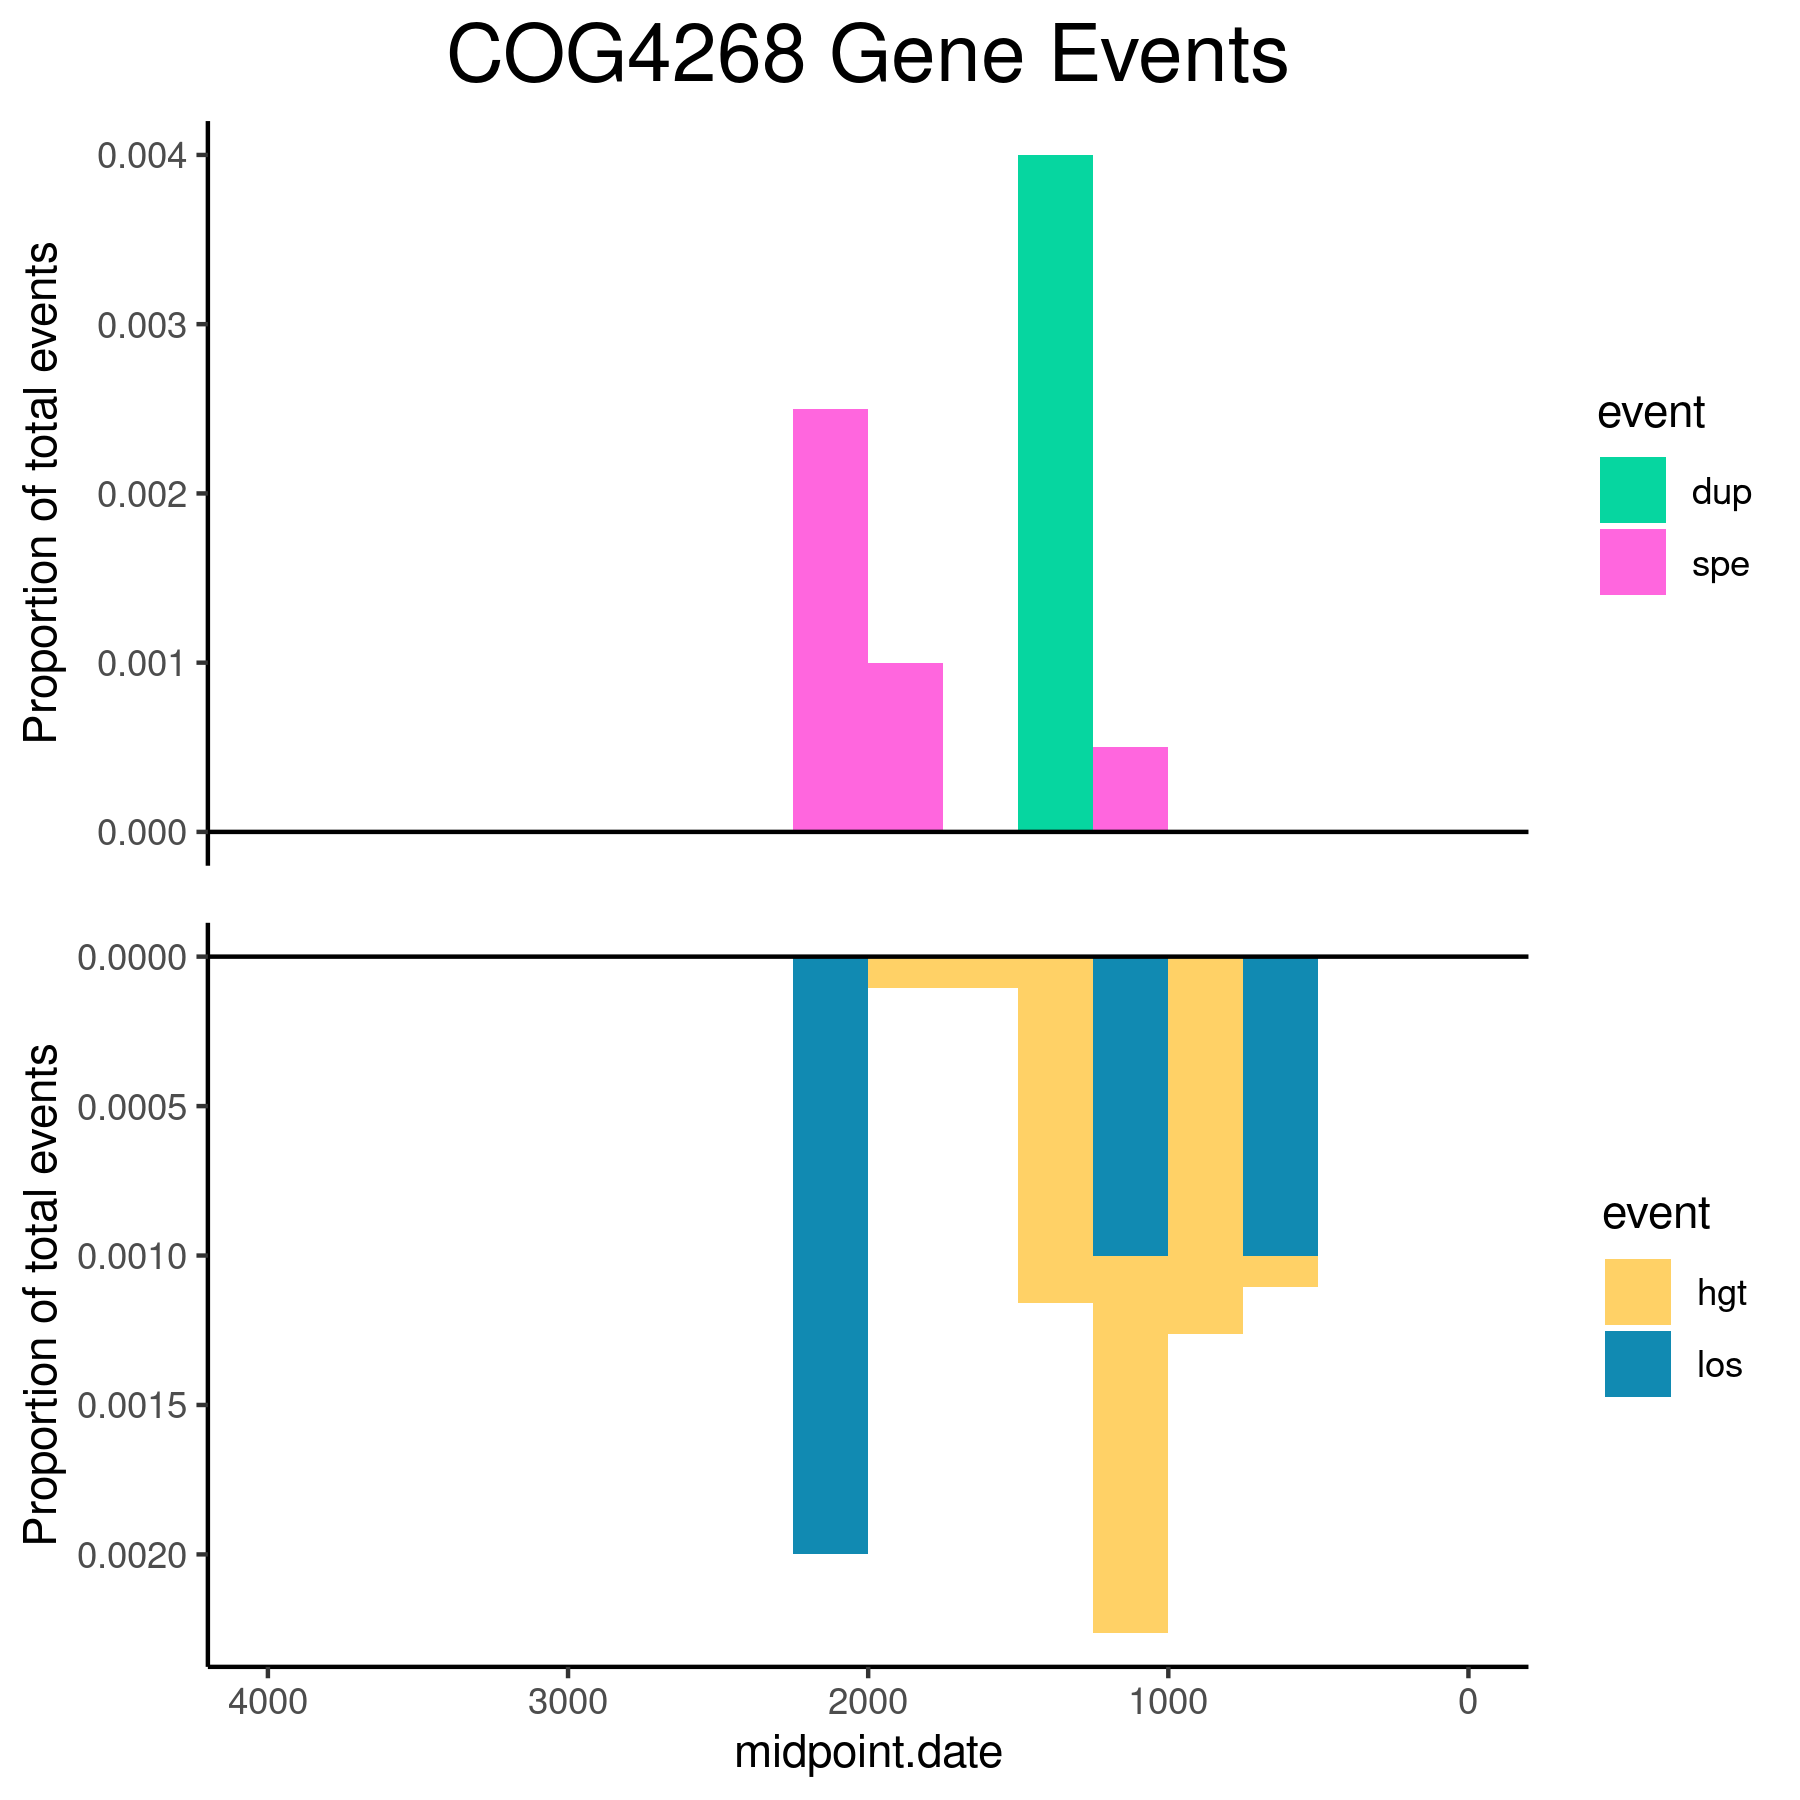 COG4268 Gene Events
Proportion of total events
0.004
0.003
0.002
0.001
0.000
event
dup
spe
Proportion of total events
0.0000
0.0005
0.0010
0.0015
0.0020
event
hgt
los
4000 3000 2000 1000 0
midpoint.date